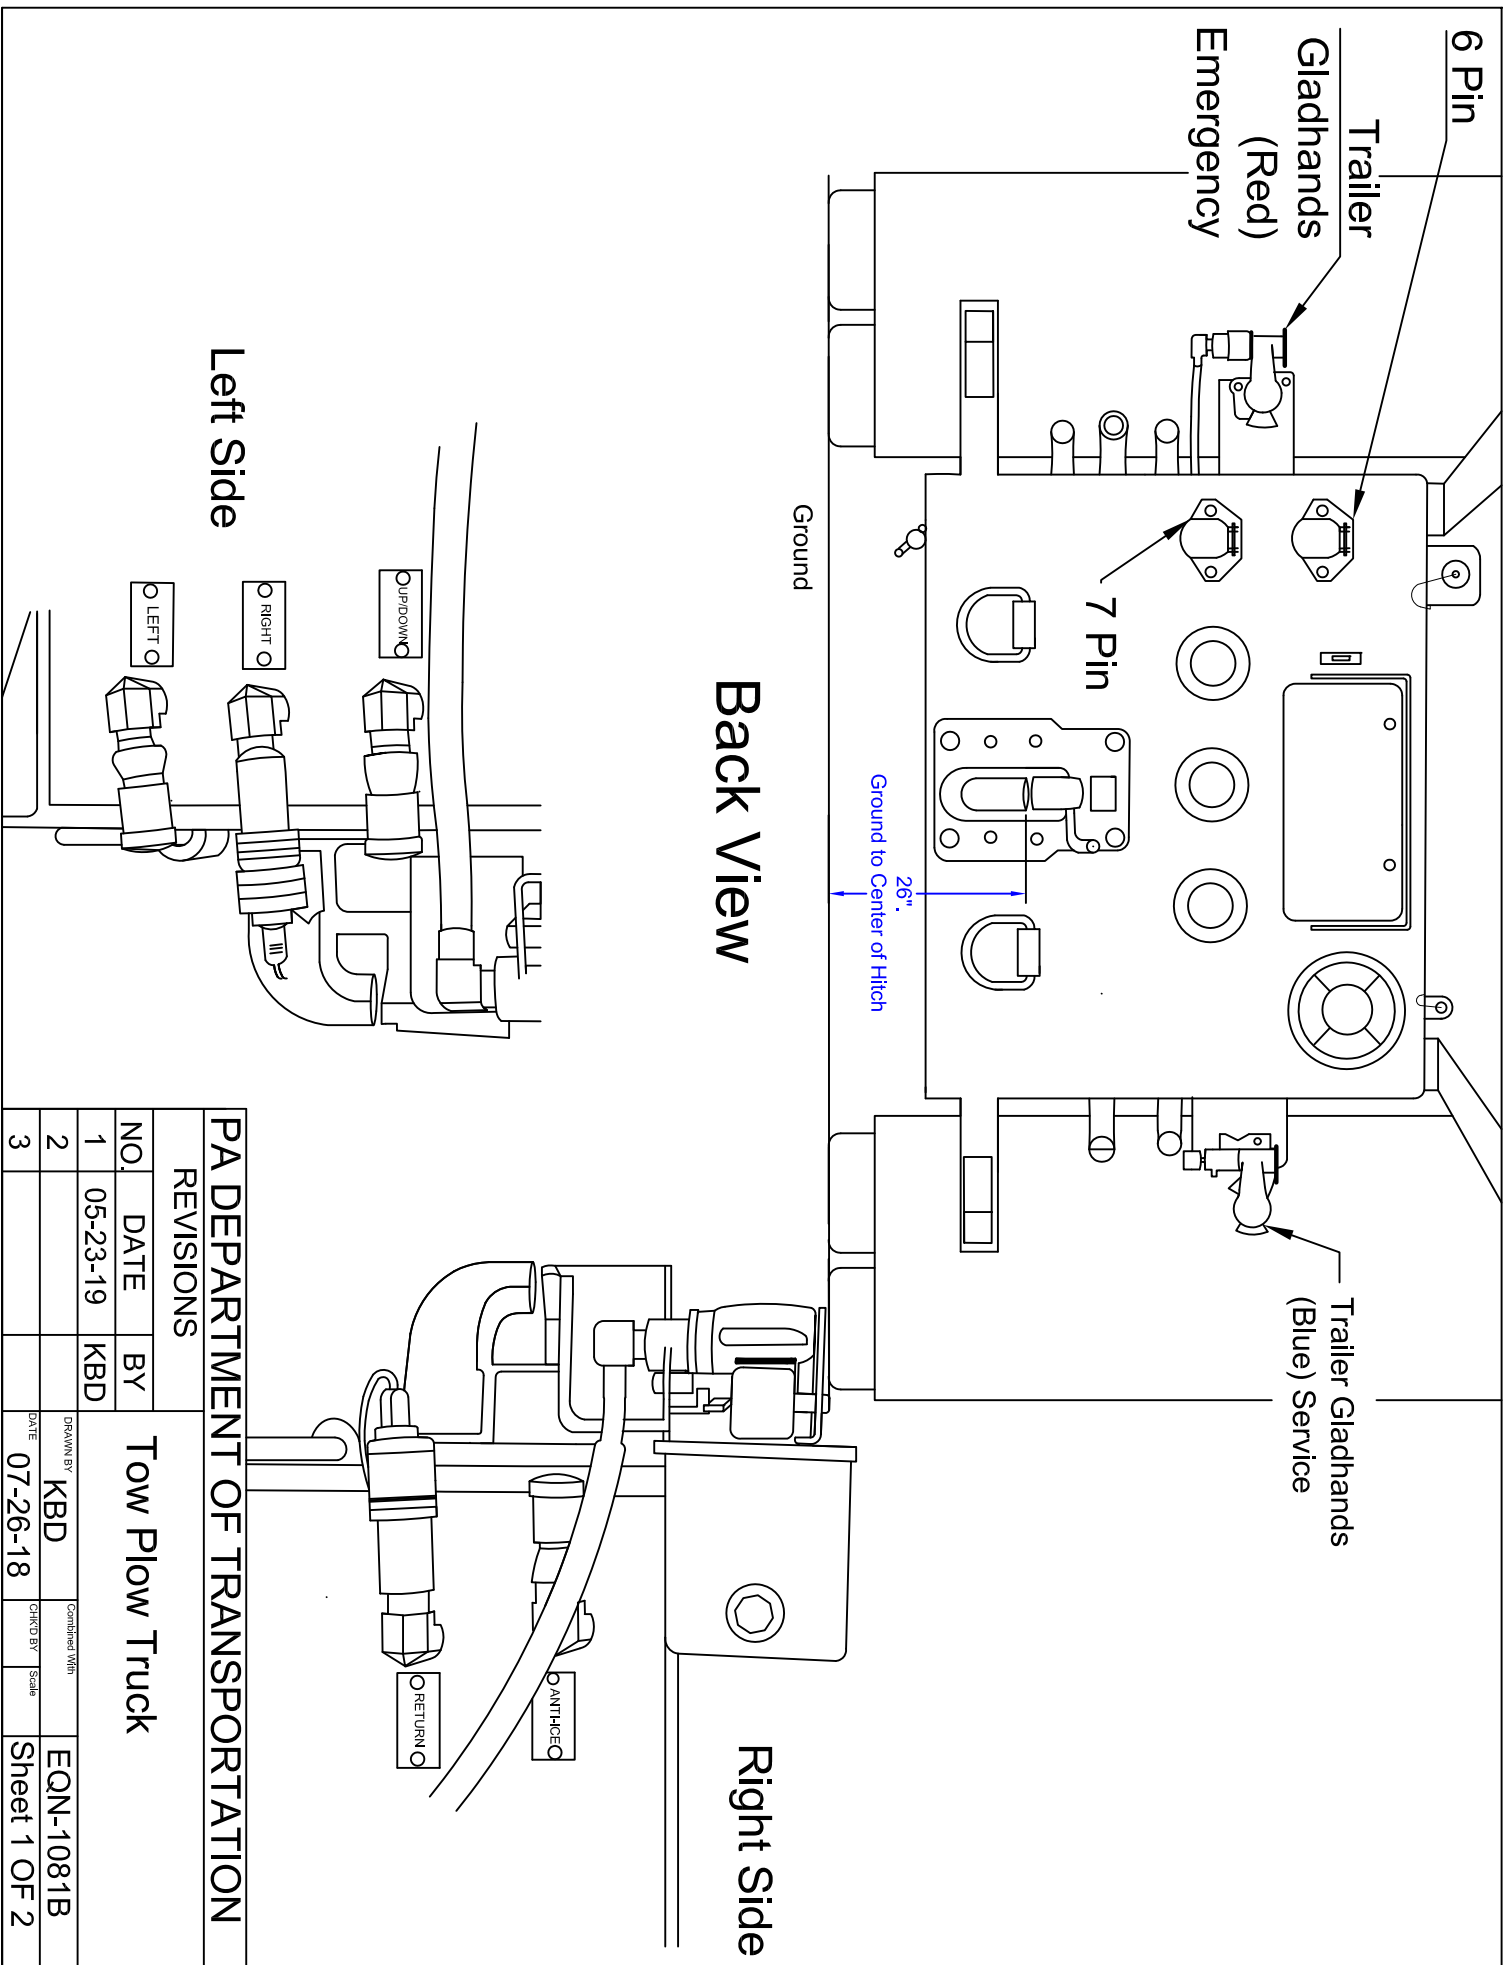 6 Pin
Trailer
Gladhands
(Red)
Emergency
7 Pin
Trailer Gladhands
(Blue) Service
26".
Ground to Center of Hitch
Ground
Back View
Left Side
UP/DOWN
RIGHT
LEFT
Right Side
ANTI-ICE
RETURN
PA DEPARTMENT OF TRANSPORTATION
REVISIONS
NO. DATE BY
1 05-23-19 KBD
2
3
Tow Plow Truck
DRAWN BY KBD
Combined With
EQN-1081B
DATE 07-26-18
CHK'D BY
Scale
Sheet 1 OF 2